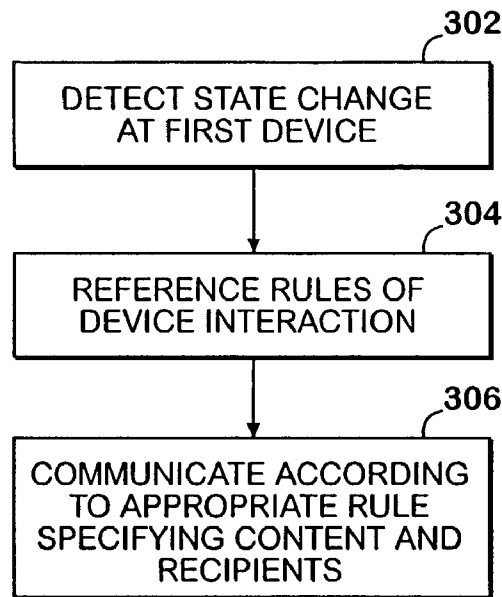 302
DETECT STATE CHANGE
AT FIRST DEVICE
304
REFERENCE RULES OF
DEVICE INTERACTION
306
COMMUNICATE ACCORDING
TO APPROPRIATE RULE
SPECIFYING CONTENT AND
RECIPIENTS